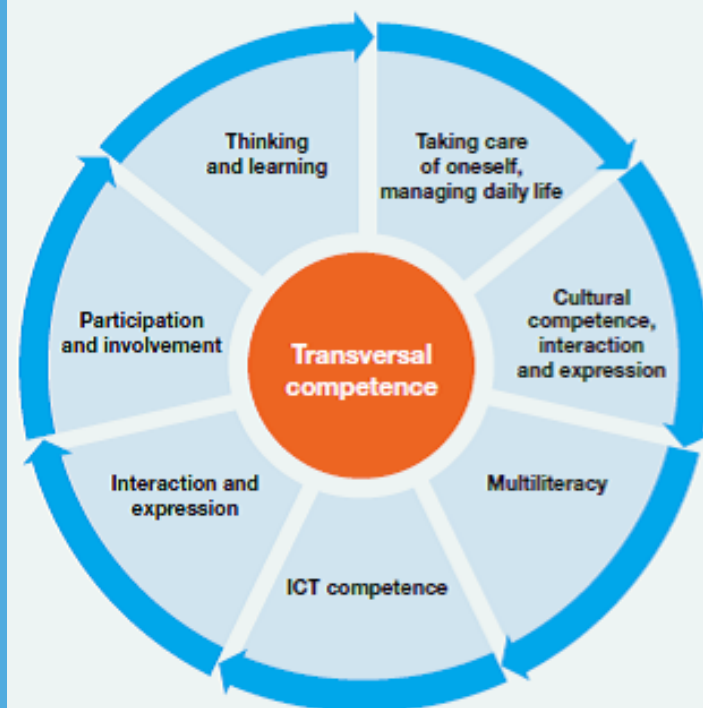 Thinking
and learning
Taking care
of oneself,
managing daily life
Cultural
competence,
interaction
and expression
Multiliteracy
ICT competence
Interaction and
expression
Participation
and involvement
Transversal
competence